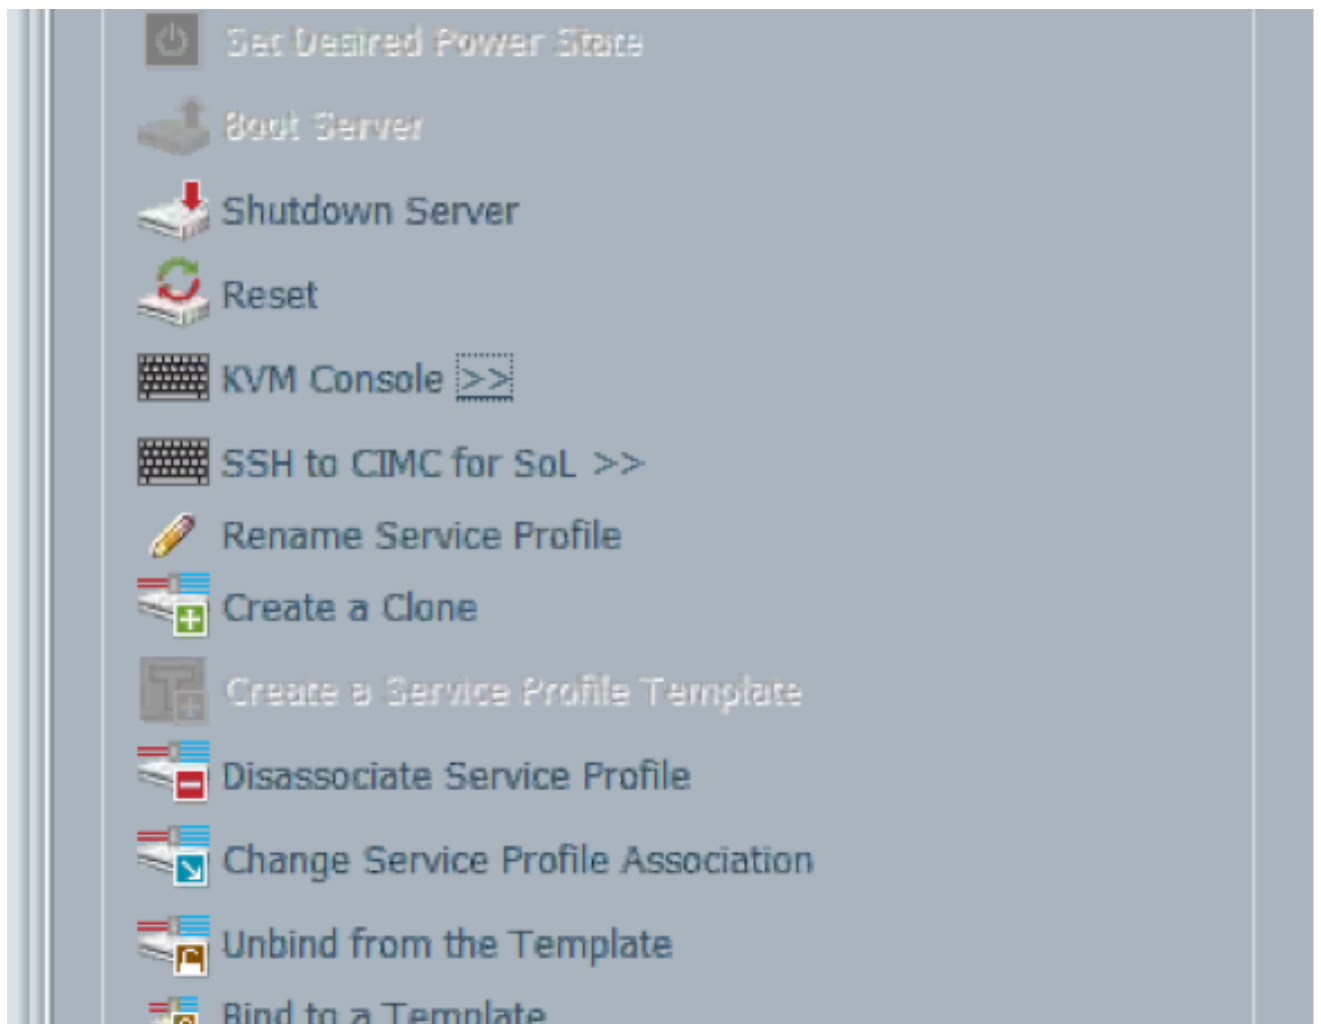 Set Desired Power State
Boot Server
Shutdown Server
Reset
KVM Console >>
SSH to CIMC for SoL >>
Rename Service Profile
Create a Clone
Create a Service Profile Template
Disassociate Service Profile
Change Service Profile Association
Unbind from the Template
Bind to a Template